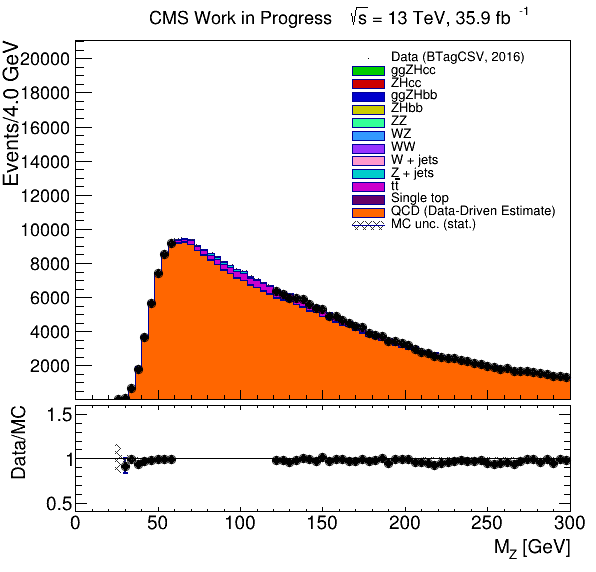 CMS Work in Progress √s = 13 TeV, 35.9 fb⁻¹
Events/4.0 GeV
20000
18000
16000
14000
12000
10000
8000
6000
4000
2000
Data (BTagCSV, 2016)
ggZHcc
ZHcc
ggZHbb
ZHbb
ZZ
WZ
WW
W + jets
Z + jets
tt̅
Single top
QCD (Data-Driven Estimate)
MC unc. (stat.)
Data/MC
1.5
1
0.5
0 50 100 150 200 250 300
M_Z [GeV]